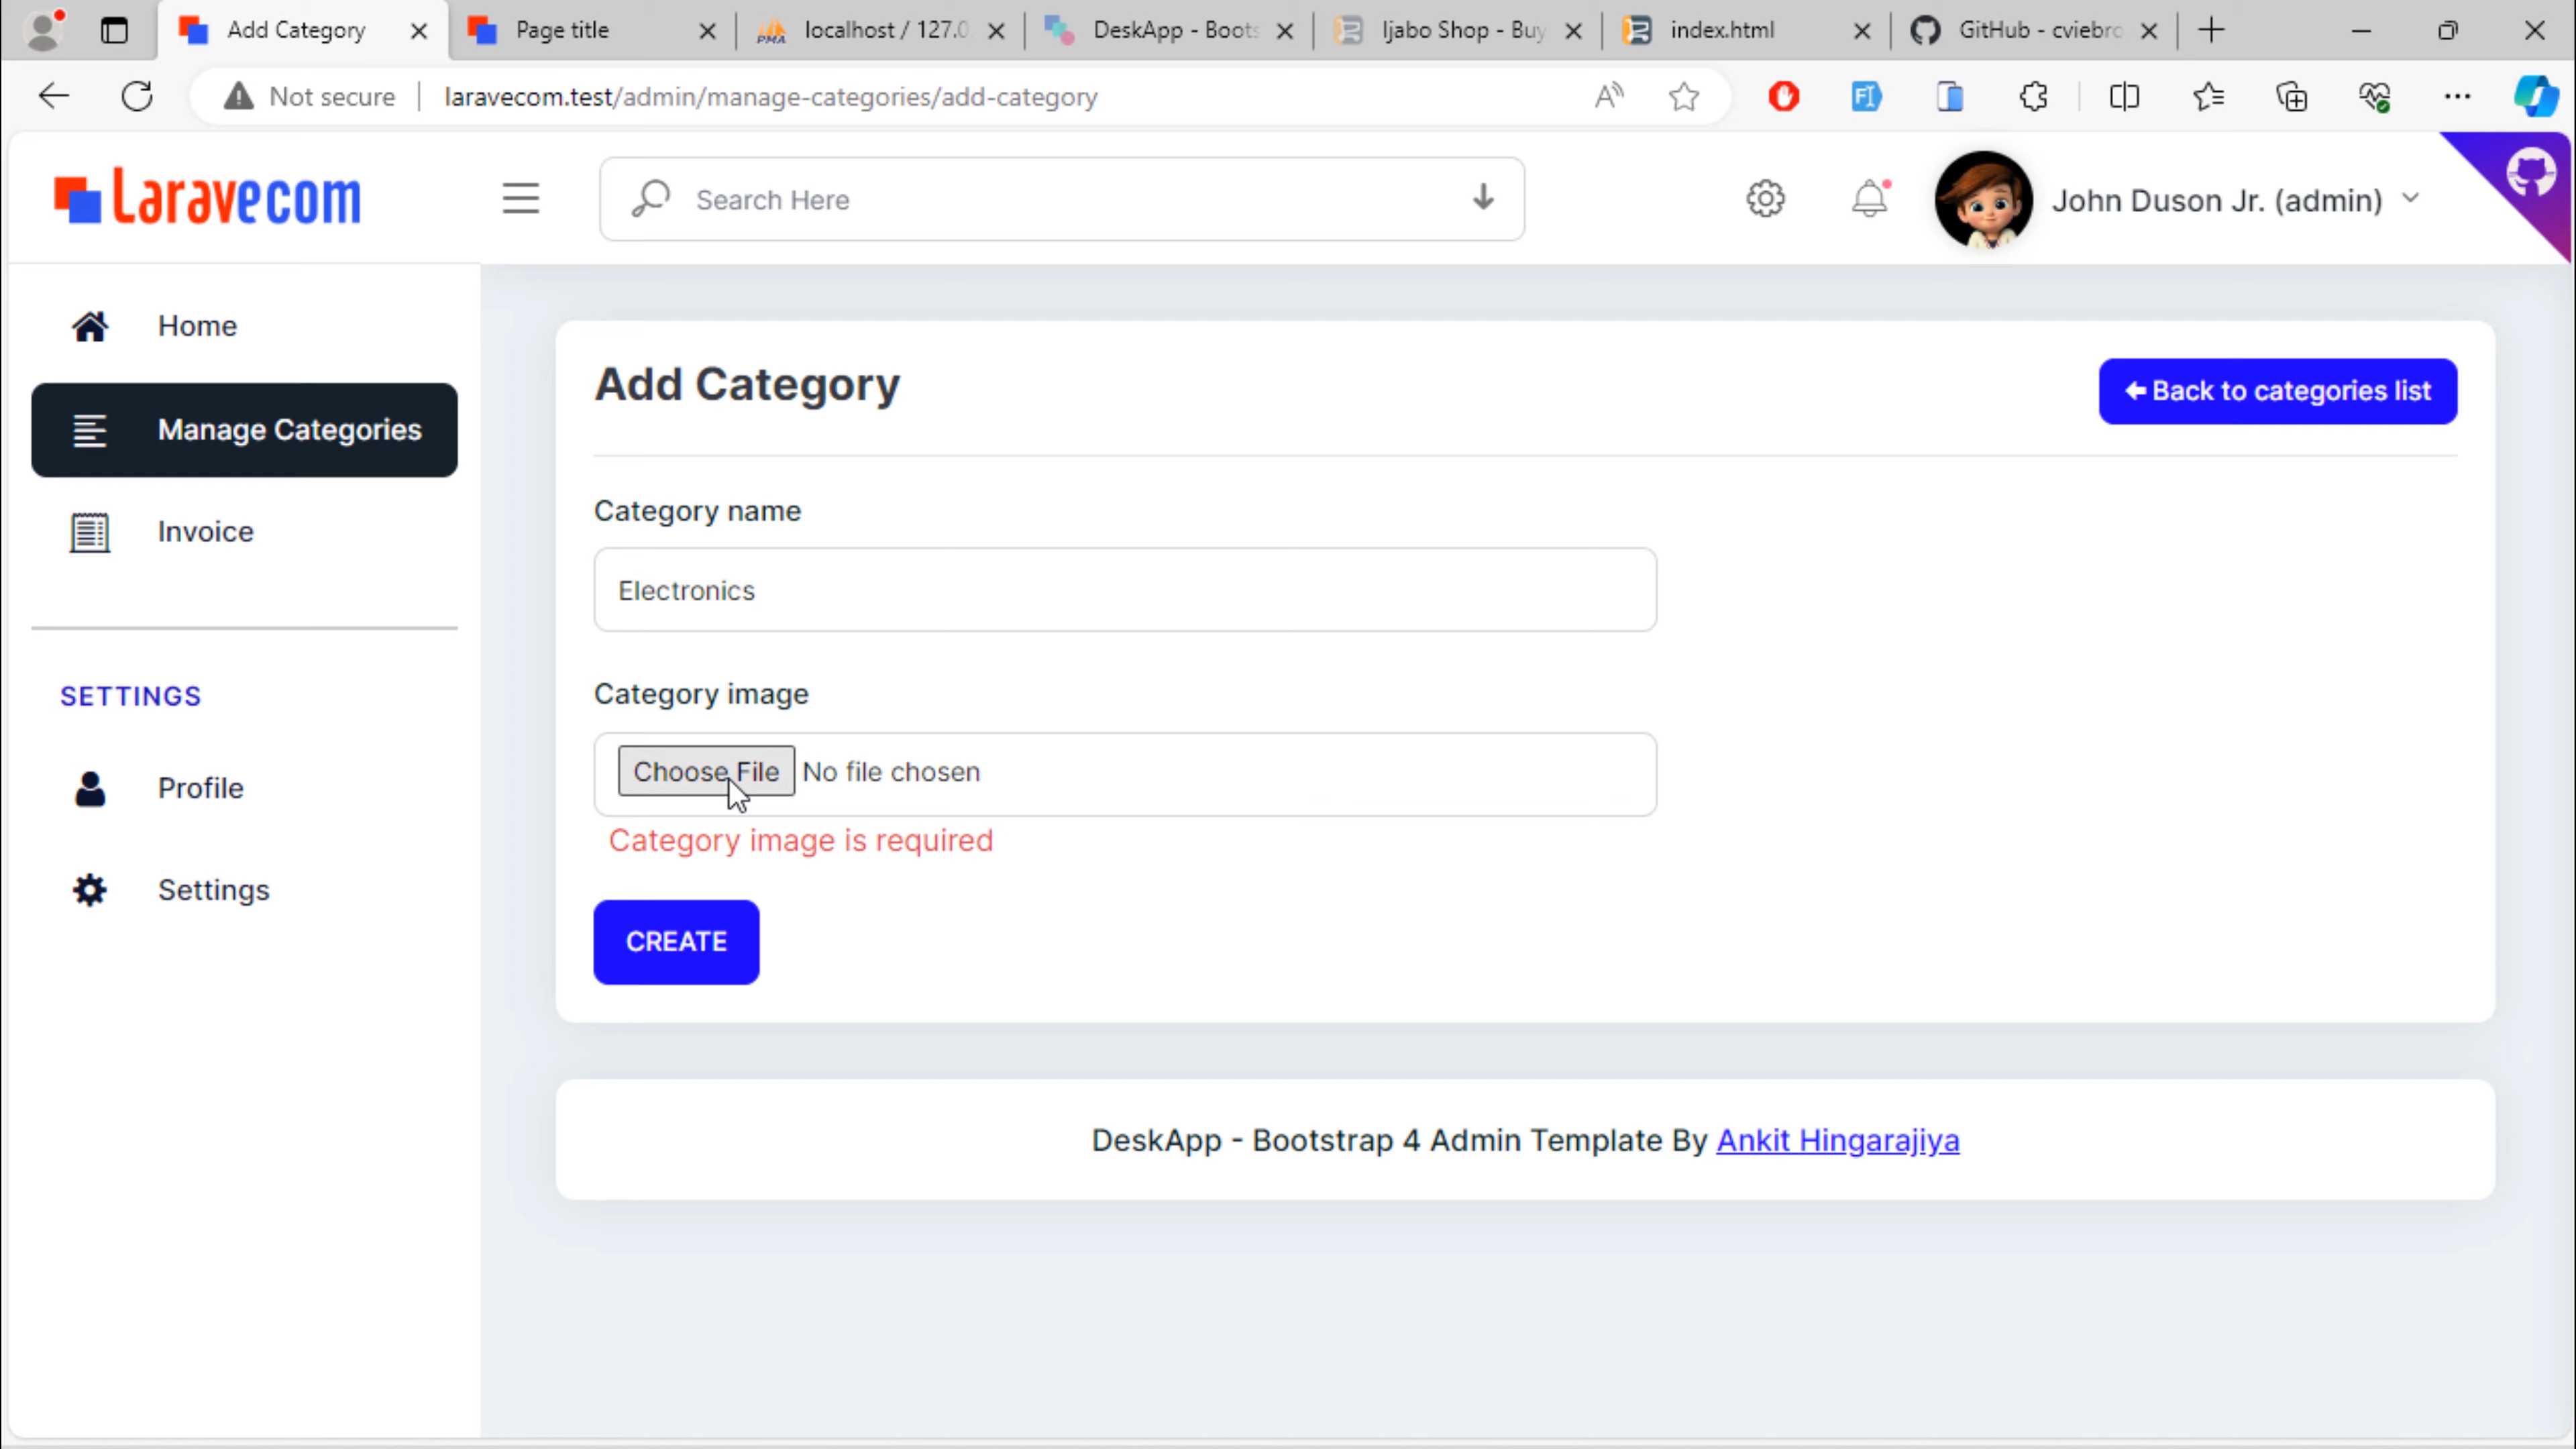 Add Category
Page title
localhost / 127.0
DeskApp - Boots
Ijabo Shop - Buy
index.html
GitHub - cviebro
Not secure
laravecom.test/admin/manage-categories/add-category
Laravecom
Search Here
John Duson Jr. (admin)
Home
Manage Categories
Invoice
SETTINGS
Profile
Settings
Add Category
Back to categories list
Category name
Electronics
Category image
Choose File No file chosen
Category image is required
CREATE
DeskApp - Bootstrap 4 Admin Template By Ankit Hingarajiya